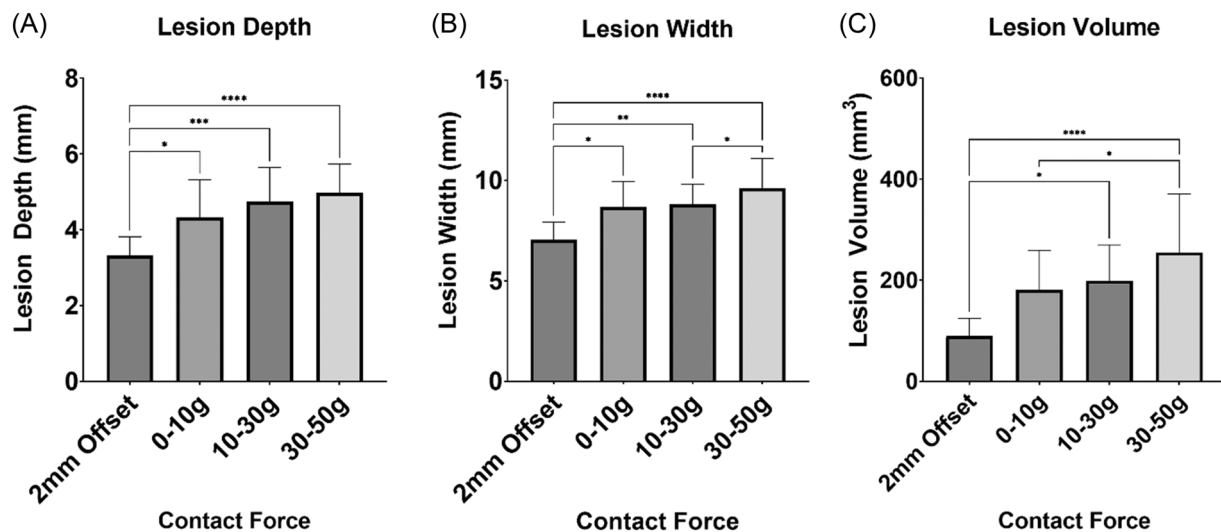 (A)
Lesion Depth
Lesion Depth (mm)
8
6
4
2
0
****
***
*
2mm Offset
0-10g
10-30g
30-50g
Contact Force
(B)
Lesion Width
Lesion Width (mm)
15
10
5
0
****
**
*
*
2mm Offset
0-10g
10-30g
30-50g
Contact Force
(C)
Lesion Volume
Lesion Volume (mm³)
600
400
200
0
****
*
*
2mm Offset
0-10g
10-30g
30-50g
Contact Force